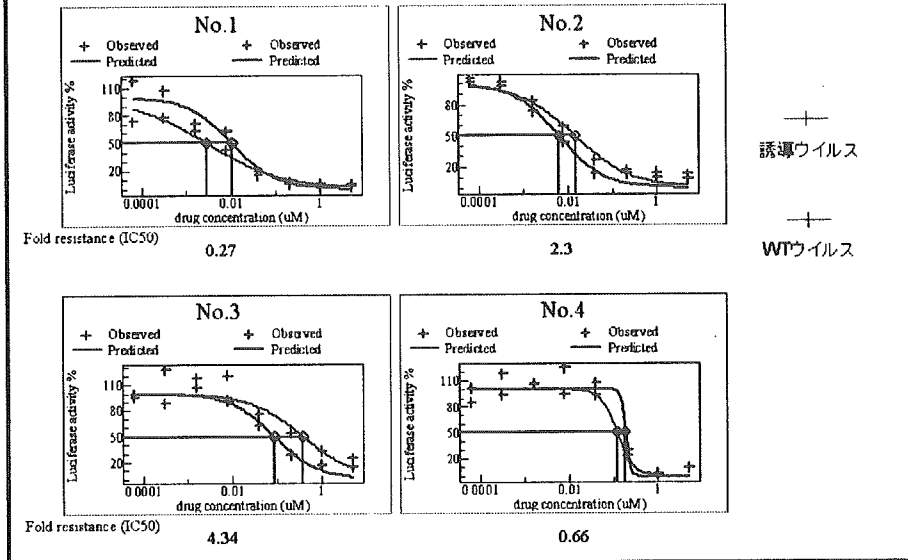 No.1
+ Observed + Observed
Predicted Predicted
Luciferase activity %
110
80
50
20
0.0001 0.01 1
drug concentration (uM)
Fold resistance (IC50)
0.27
No.2
+ Observed + Observed
Predicted Predicted
Luciferase activity %
80
50
20
0.0001 0.01 1
drug concentration (uM)
2.3
誘導ウイルス
WTウイルス
No.3
+ Observed + Observed
Predicted Predicted
Luciferase activity %
110
80
50
20
0.0001 0.01 1
drug concentration (uM)
Fold resistance (IC50)
4.34
No.4
+ Observed + Observed
Predicted Predicted
Luciferase activity %
110
80
50
20
0.0001 0.01 1
drug concentration (uM)
0.66